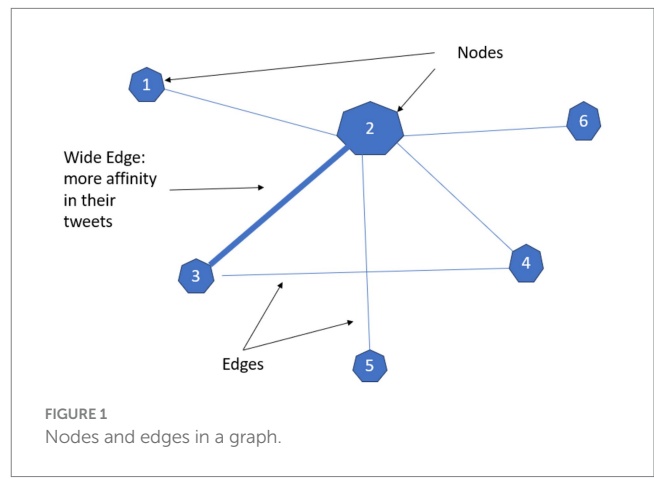 Nodes
1
2
6
Wide Edge:
more affinity
in their
tweets
3
4
Edges
5
FIGURE 1
Nodes and edges in a graph.